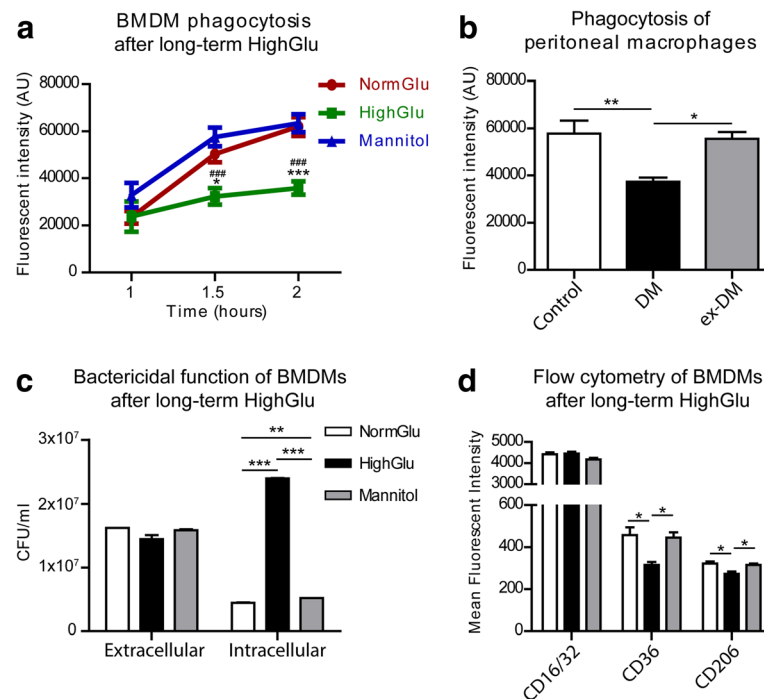 a
BMDM phagocytosis
after long-term HighGlu
Fluorescent intensity (AU)
80000
60000
40000
20000
0
NormGlu
HighGlu
Mannitol
###
*
###
***
1
1.5
2
Time (hours)
b
Phagocytosis of
peritoneal macrophages
Fluorescent intensity (AU)
80000
60000
40000
20000
0
**
*
Control
DM
ex-DM
c
Bactericidal function of BMDMs
after long-term HighGlu
CFU/ml
3x10⁷
2x10⁷
1x10⁷
0
**
***
***
NormGlu
HighGlu
Mannitol
Extracellular
Intracellular
d
Flow cytometry of BMDMs
after long-term HighGlu
Mean Fluorescent Intensity
5000
4000
3000
600
400
200
0
*
*
*
*
CD16/32
CD36
CD206